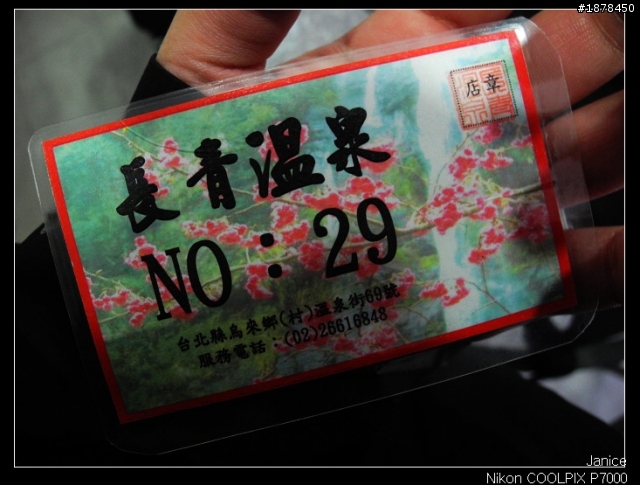 #1878450
店章
長青溫泉
NO：29
台北縣烏來鄉(村)溫泉街69號
服務電話：(02)26616848
Janice
Nikon COOLPIX P7000